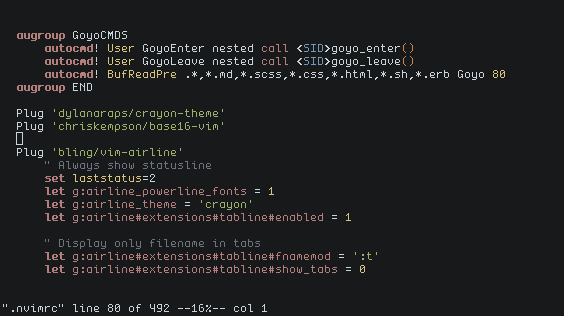 augroup GoyoCMDS
    autocmd! User GoyoEnter nested call <SID>goyo_enter()
    autocmd! User GoyoLeave nested call <SID>goyo_leave()
    autocmd! BufReadPre .*,*.md,*.scss,*.css,*.html,*.sh,*.erb Goyo 80
augroup END

Plug 'dylanaraps/crayon-theme'
Plug 'chriskempson/base16-vim'

Plug 'bling/vim-airline'
    " Always show statusline
    set laststatus=2
    let g:airline_powerline_fonts = 1
    let g:airline_theme = 'crayon'
    let g:airline#extensions#tabline#enabled = 1

    " Display only filename in tabs
    let g:airline#extensions#tabline#fnamemod = ':t'
    let g:airline#extensions#tabline#show_tabs = 0

".nvimrc" line 80 of 492 --16%-- col 1